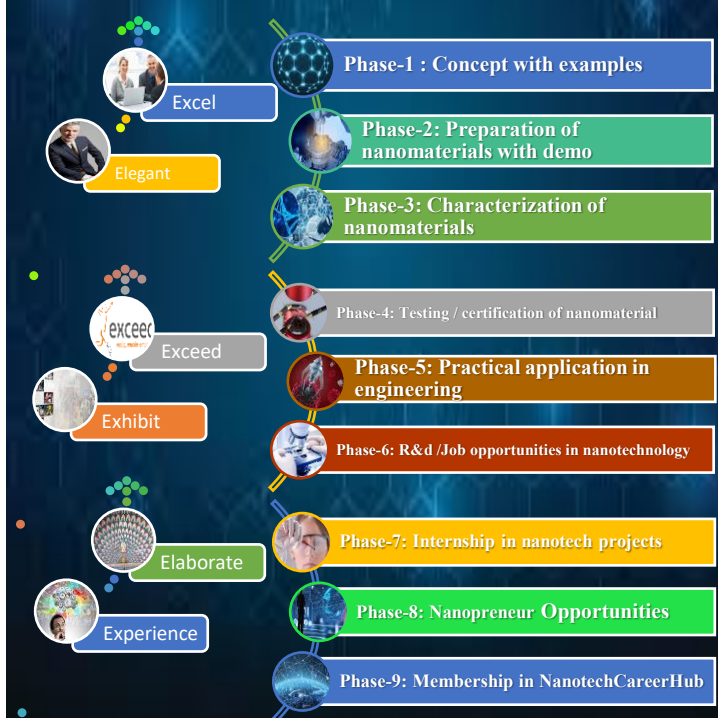 Excel
Elegant
Phase-1 : Concept with examples
Phase-2: Preparation of
nanomaterials with demo
Phase-3: Characterization of
nanomaterials
exceed
Exceed
Exhibit
Phase-4: Testing / certification of nanomaterial
Phase-5: Practical application in
engineering
Phase-6: R&d /Job opportunities in nanotechnology
Elaborate
Experience
Phase-7: Internship in nanotech projects
Phase-8: Nanopreneur Opportunities
Phase-9: Membership in NanotechCareerHub